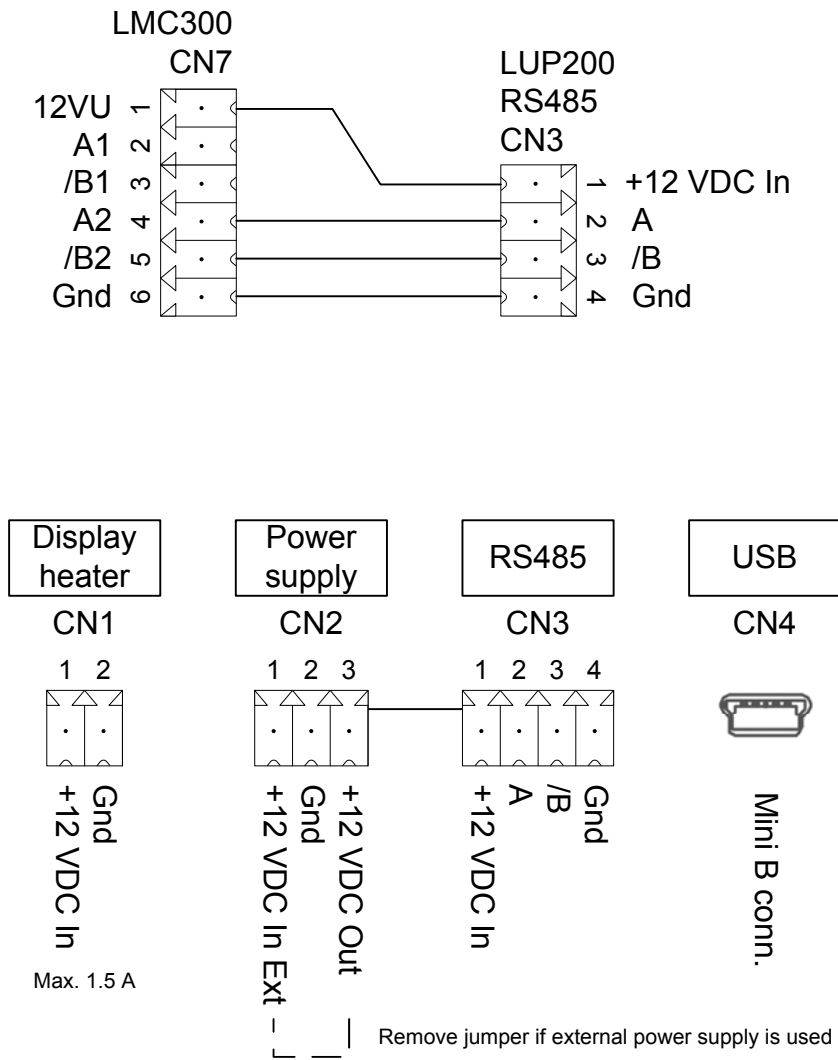 LMC300
CN7
LUP200
RS485
CN3
12VU 1
A1 2
/B1 3
A2 4
/B2 5
Gnd 6
1 +12 VDC In
2 A
3 /B
4 Gnd
Display
heater
CN1
1 2
+12 VDC In
Gnd
Max. 1.5 A
Power
supply
CN2
1 2 3
+12 VDC In Ext
Gnd
+12 VDC Out
RS485
CN3
1 2 3 4
+12 VDC In
A
/B
Gnd
USB
CN4
Mini B conn.
Remove jumper if external power supply is used